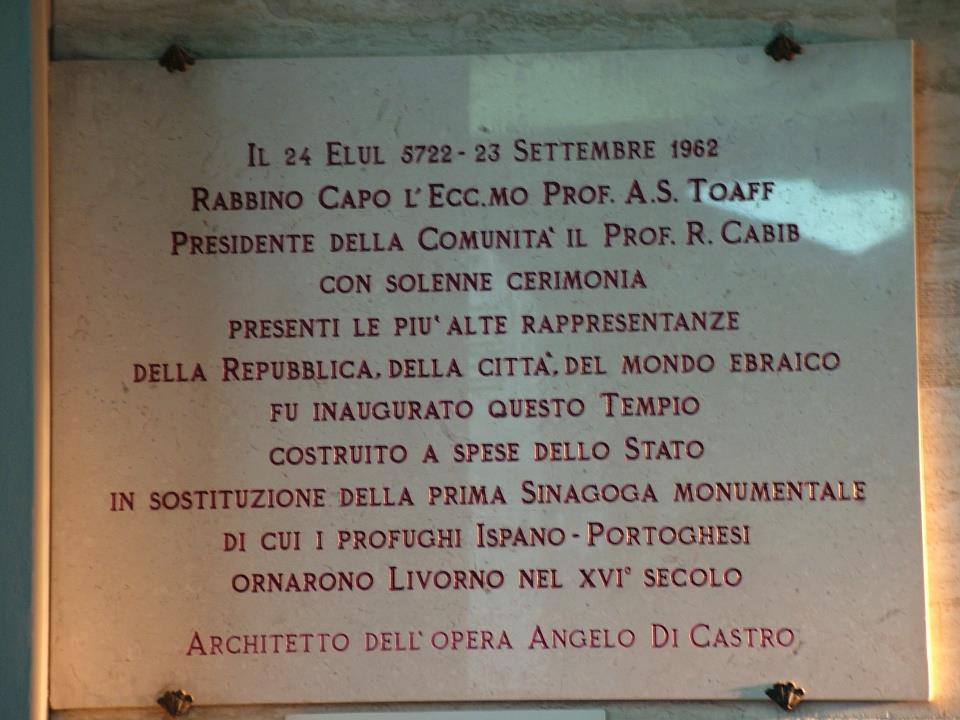 Il 24 Elul 5722 - 23 Settembre 1962
Rabbino Capo l'Ecc.mo Prof. A.S. Toaff
Presidente della Comunita' il Prof. R. Cabib
con solenne cerimonia
presenti le piu' alte rappresentanze
della Repubblica, della citta', del mondo ebraico
fu inaugurato questo Tempio
costruito a spese dello Stato
in sostituzione della prima Sinagoga monumentale
di cui i profughi Ispano-Portoghesi
ornarono Livorno nel XVI° secolo
Architetto dell'opera Angelo Di Castro